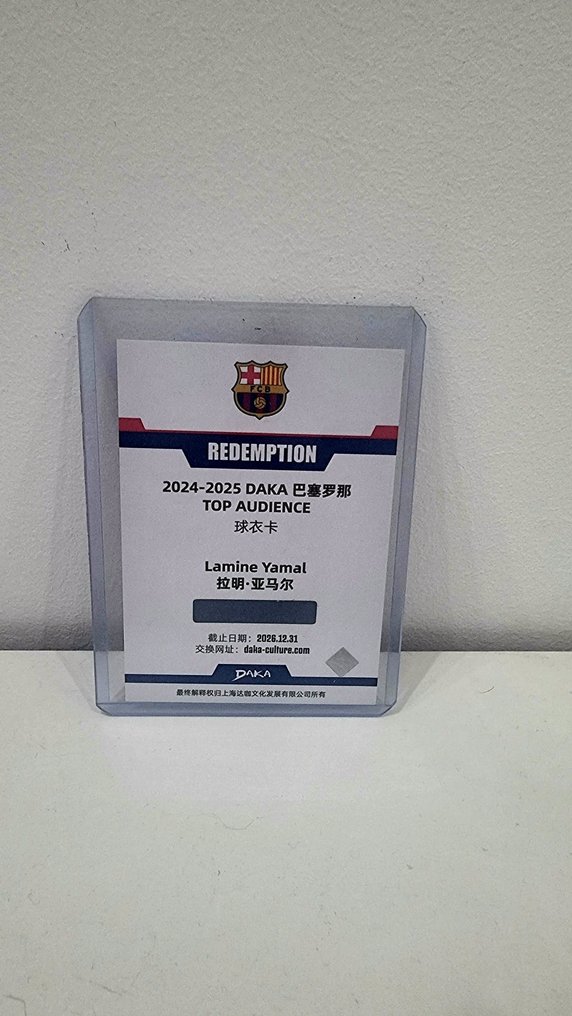 FCB
REDEMPTION
2024-2025 DAKA 巴塞罗那
TOP AUDIENCE
球衣卡
Lamine Yamal
拉明·亚马尔
截止日期：2026.12.31
交换网址：daka-culture.com
DAKA
最终解释权归上海达咖文化发展有限公司所有